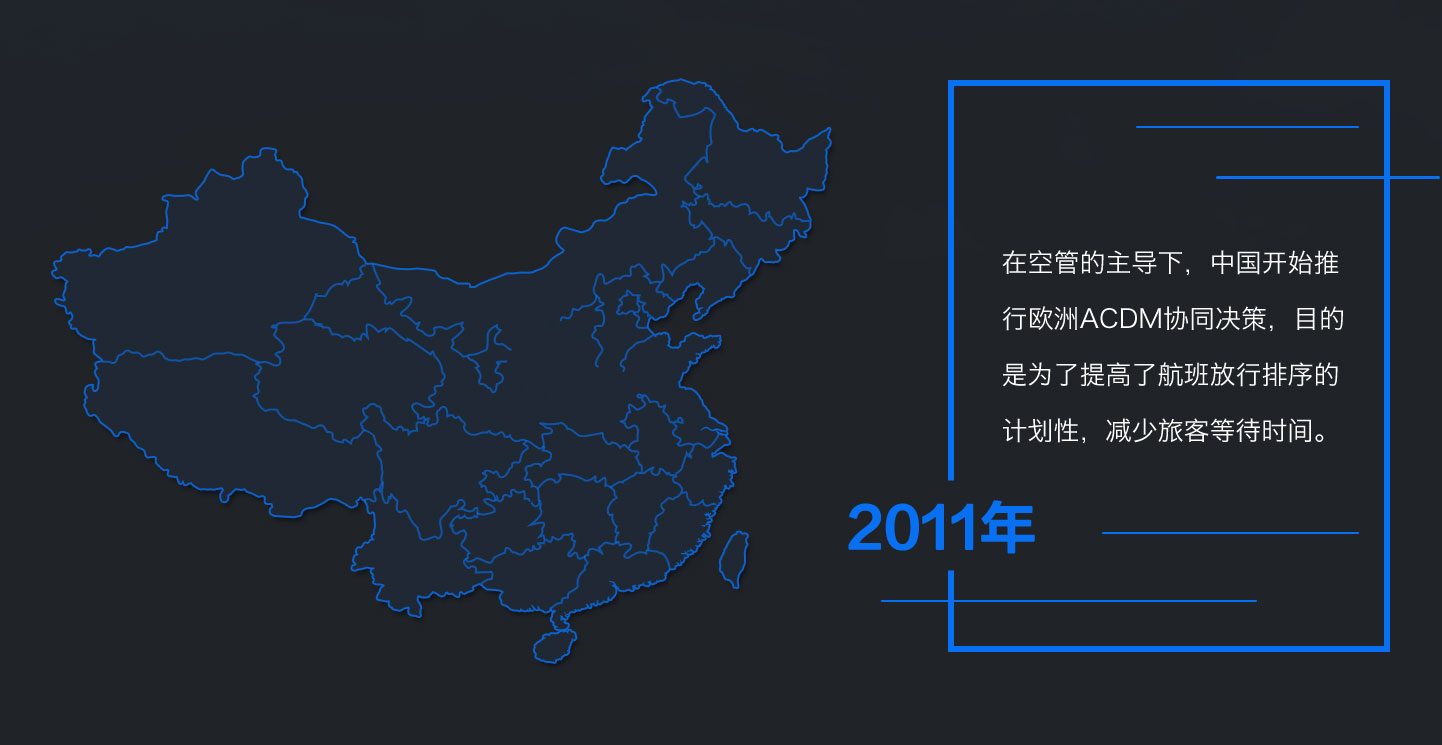 在空管的主导下，中国开始推
行欧洲ACDM协同决策，目的
是为了提高了航班放行排序的
计划性，减少旅客等待时间。
2011年